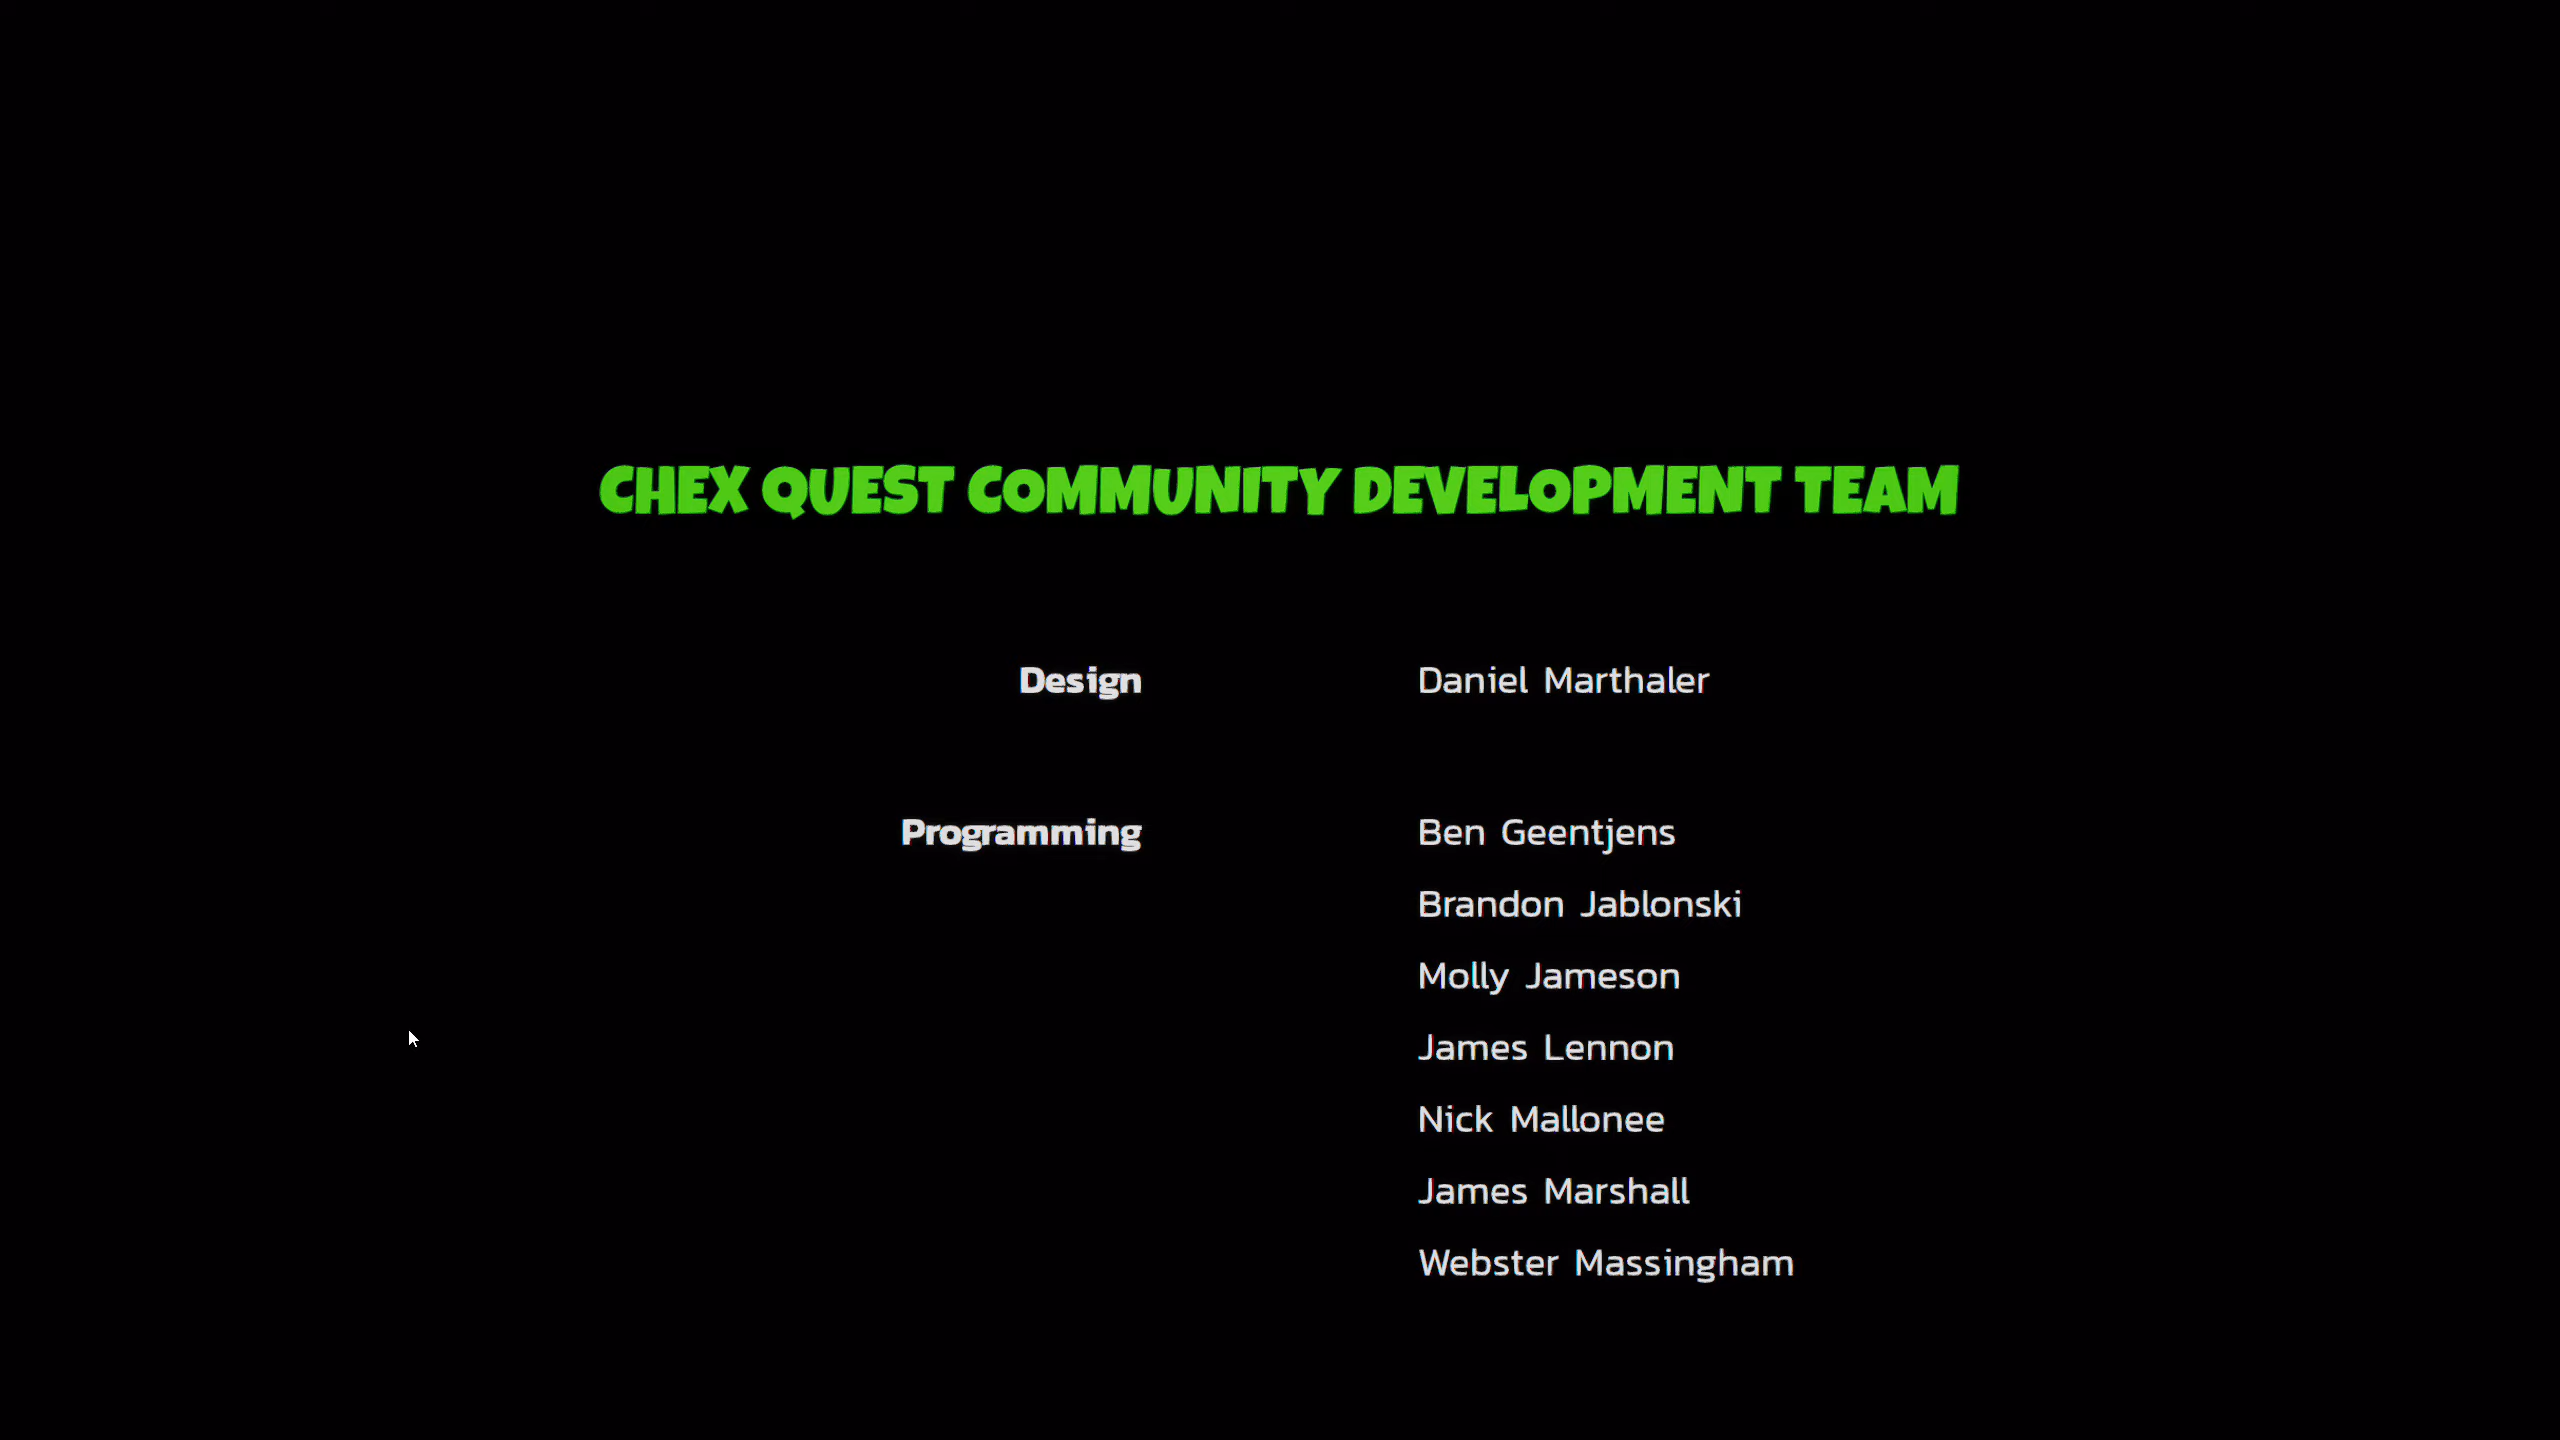 CHEX QUEST COMMUNITY DEVELOPMENT TEAM
Design Daniel Marthaler
Programming Ben Geentjens
Brandon Jablonski
Molly Jameson
James Lennon
Nick Mallonee
James Marshall
Webster Massingham